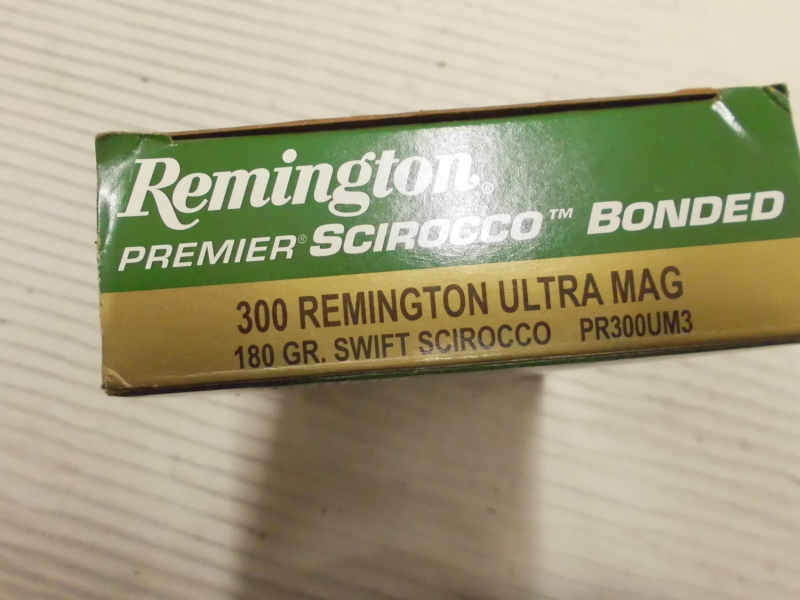 Remington®
PREMIER® SCIROCCO™ BONDED
300 REMINGTON ULTRA MAG
180 GR. SWIFT SCIROCCO PR300UM3